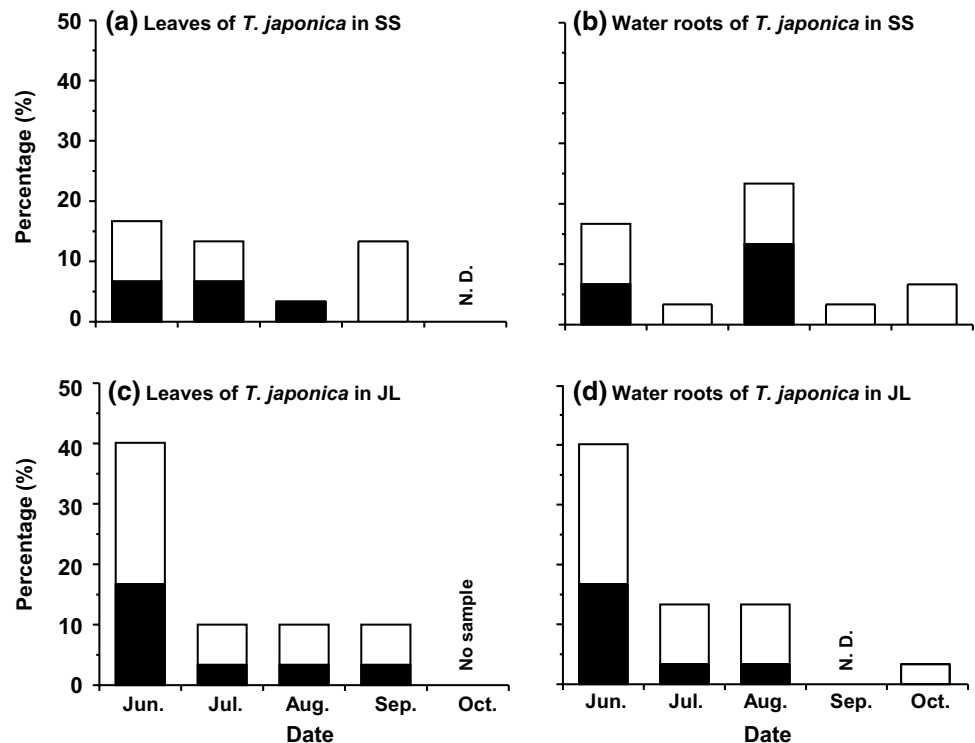 (a) Leaves of T. japonica in SS
50
40
30
20
10
0
Percentage (%)
N. D.
(b) Water roots of T. japonica in SS
(c) Leaves of T. japonica in JL
50
40
30
20
10
0
Percentage (%)
No sample
Jun. Jul. Aug. Sep. Oct.
Date
(d) Water roots of T. japonica in JL
N. D.
Jun. Jul. Aug. Sep. Oct.
Date